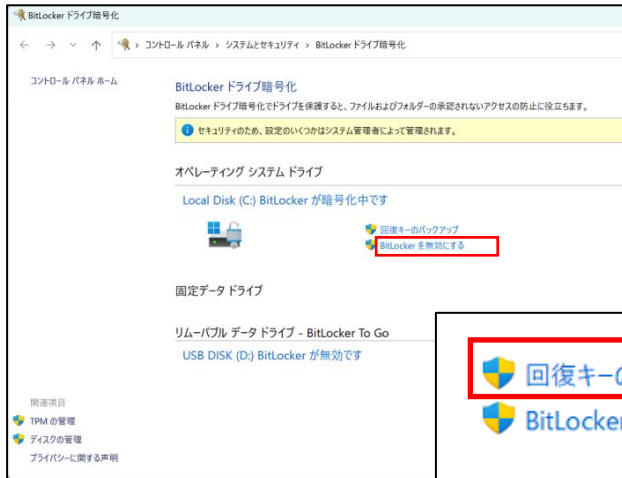 BitLocker ドライブ暗号化
コントロール パネル › システムとセキュリティ › BitLocker ドライブ暗号化
コントロール パネル ホーム
BitLocker ドライブ暗号化
BitLocker ドライブ暗号化でドライブを保護すると、ファイルおよびフォルダーの承認されないアクセスの防止に役立ちます。
セキュリティのため、設定のいくつかはシステム管理者によって管理されます。
オペレーティング システム ドライブ
Local Disk (C:) BitLocker が暗号化中です
回復キーのバックアップ
BitLocker を無効にする
固定データ ドライブ
リムーバブル データ ドライブ - BitLocker To Go
USB DISK (D:) BitLocker が無効です
回復キーの
BitLocker
関連項目
TPM の管理
ディスクの管理
プライバシーに関する声明